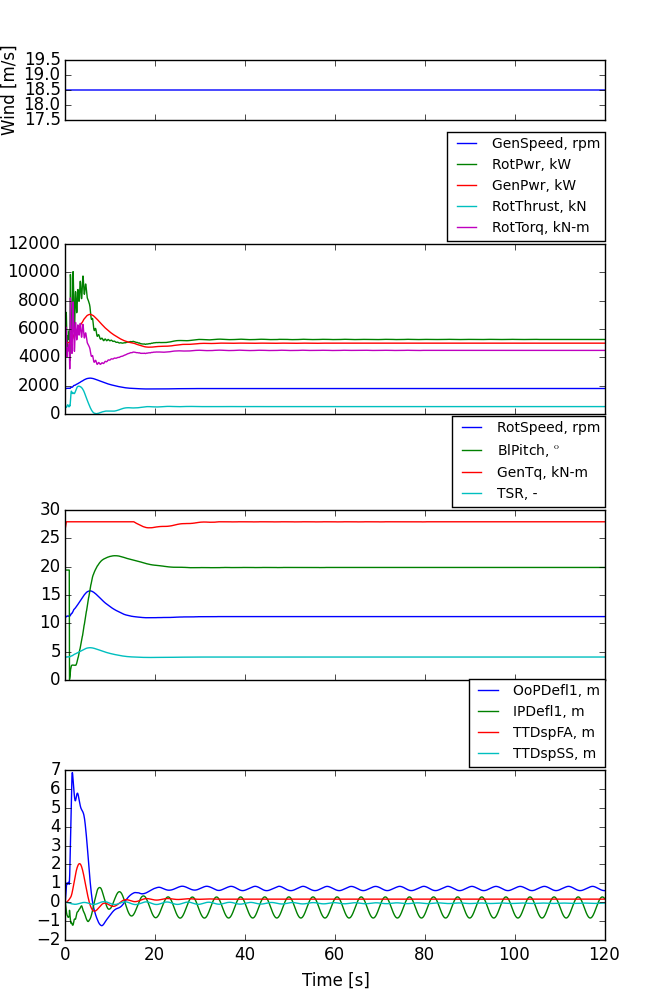 Wind [m/s]
19.5
19.0
18.5
18.0
17.5
GenSpeed, rpm
RotPwr, kW
GenPwr, kW
RotThrust, kN
RotTorq, kN-m
12000
10000
8000
6000
4000
2000
0
RotSpeed, rpm
BlPitch, °
GenTq, kN-m
TSR, -
30
25
20
15
10
5
0
OoPDefl1, m
IPDefl1, m
TTDspFA, m
TTDspSS, m
7
6
5
4
3
2
1
0
−1
−2
0 20 40 60 80 100 120
Time [s]